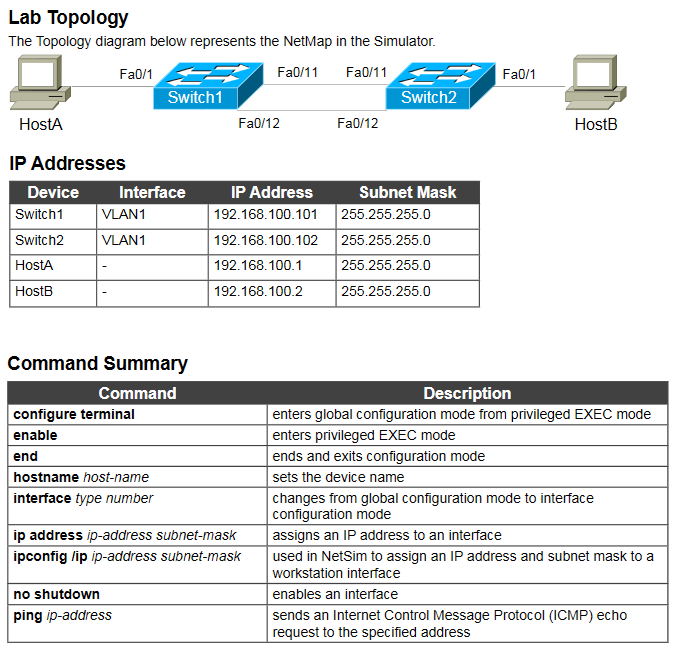 Lab Topology
The Topology diagram below represents the NetMap in the Simulator.
Fa0/1 Fa0/11 Fa0/11 Fa0/1
Switch1 Switch2
HostA Fa0/12 Fa0/12 HostB
IP Addresses
Device Interface IP Address Subnet Mask
Switch1 VLAN1 192.168.100.101 255.255.255.0
Switch2 VLAN1 192.168.100.102 255.255.255.0
HostA - 192.168.100.1 255.255.255.0
HostB - 192.168.100.2 255.255.255.0
Command Summary
Command Description
configure terminal enters global configuration mode from privileged EXEC mode
enable enters privileged EXEC mode
end ends and exits configuration mode
hostname host-name sets the device name
interface type number changes from global configuration mode to interface
configuration mode
ip address ip-address subnet-mask assigns an IP address to an interface
ipconfig /ip ip-address subnet-mask used in NetSim to assign an IP address and subnet mask to a
workstation interface
no shutdown enables an interface
ping ip-address sends an Internet Control Message Protocol (ICMP) echo
request to the specified address